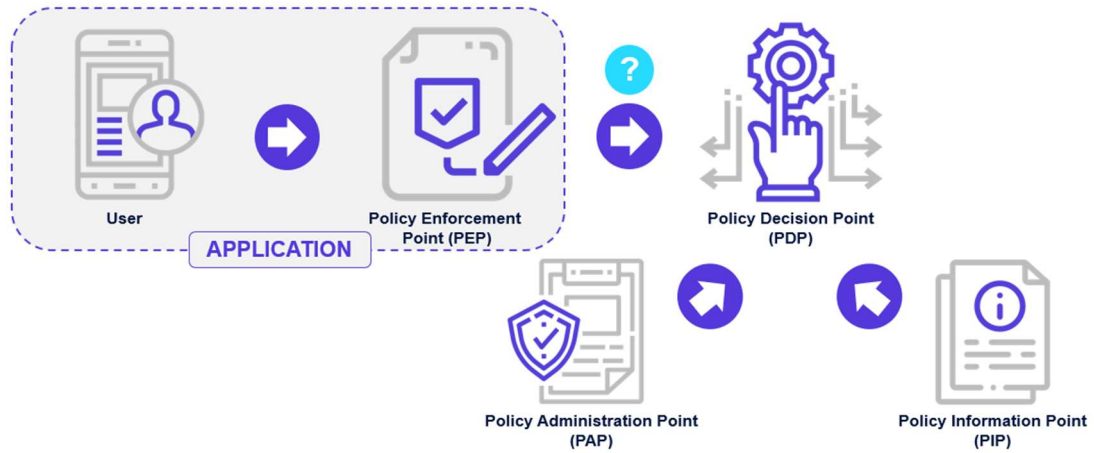 ?
User
Policy Enforcement
Point (PEP)
Policy Decision Point
(PDP)
APPLICATION
Policy Administration Point
(PAP)
Policy Information Point
(PIP)